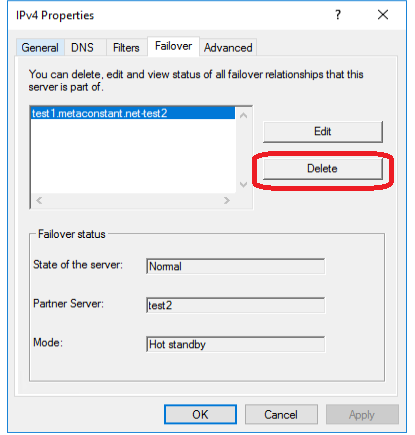 IPv4 Properties
? ×
General DNS Filters Failover Advanced
You can delete, edit and view status of all failover relationships that this
server is part of.
test1.metaconstant.net-test2
Edit
Delete
Failover status
State of the server: Normal
Partner Server: test2
Mode: Hot standby
OK Cancel Apply